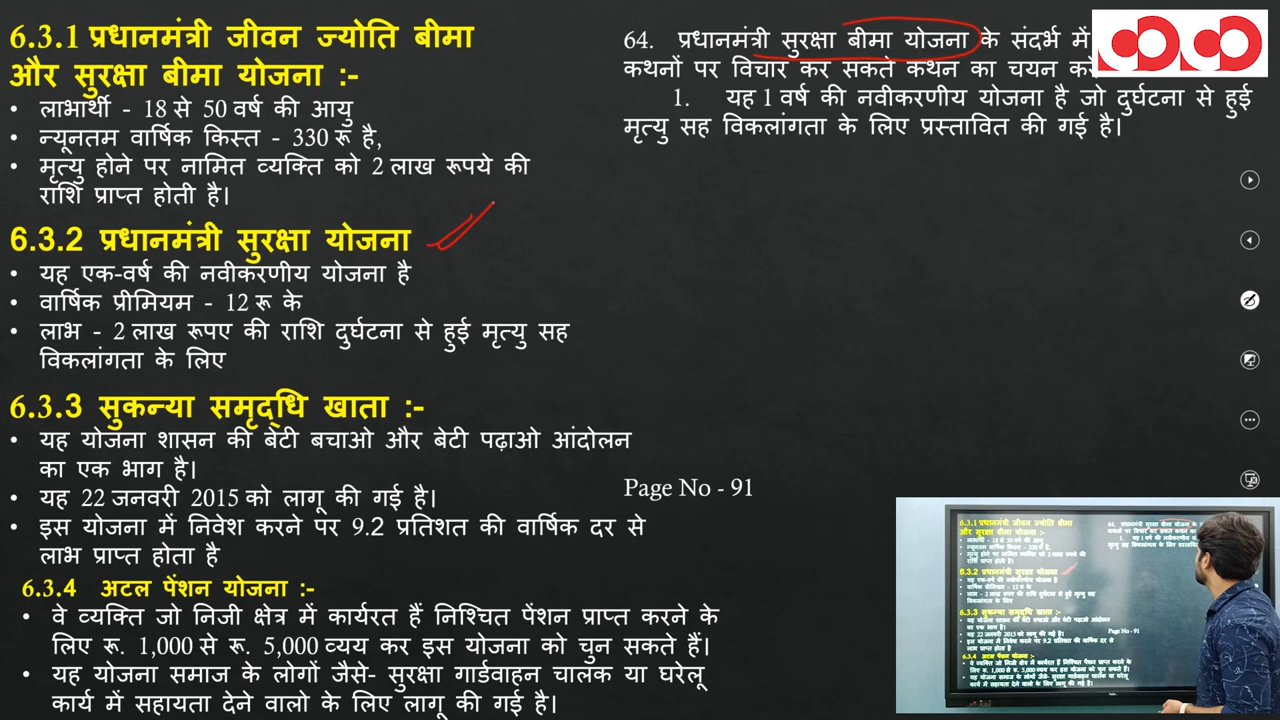 6.3.1 प्रधानमंत्री जीवन ज्योति बीमा
और सुरक्षा बीमा योजना :-
• लाभार्थी - 18 से 50 वर्ष की आयु
• न्यूनतम वार्षिक किस्त - 330 रू है,
• मृत्यु होने पर नामित व्यक्ति को 2 लाख रूपये की
राशि प्राप्त होती है।
6.3.2 प्रधानमंत्री सुरक्षा योजना
• यह एक-वर्ष की नवीकरणीय योजना है
• वार्षिक प्रीमियम - 12 रू के
• लाभ - 2 लाख रूपए की राशि दुर्घटना से हुई मृत्यु सह
विकलांगता के लिए
6.3.3 सुकन्या समृद्धि खाता :-
• यह योजना शासन की बेटी बचाओ और बेटी पढ़ाओ आंदोलन
का एक भाग है।
• यह 22 जनवरी 2015 को लागू की गई है।
• इस योजना में निवेश करने पर 9.2 प्रतिशत की वार्षिक दर से
लाभ प्राप्त होता है
6.3.4 अटल पेंशन योजना :-
• वे व्यक्ति जो निजी क्षेत्र में कार्यरत हैं निश्चित पेंशन प्राप्त करने के
लिए रू. 1,000 से रू. 5,000 व्यय कर इस योजना को चुन सकते हैं।
• यह योजना समाज के लोगों जैसे- सुरक्षा गार्डवाहन चालक या घरेलू
कार्य में सहायता देने वालो के लिए लागू की गई है।
64. प्रधानमंत्री सुरक्षा बीमा योजना के संदर्भ में
कथनों पर विचार कर सकते कथन का चयन करें
1. यह 1 वर्ष की नवीकरणीय योजना है जो दुर्घटना से हुई
मृत्यु सह विकलांगता के लिए प्रस्तावित की गई है।
Page No - 91